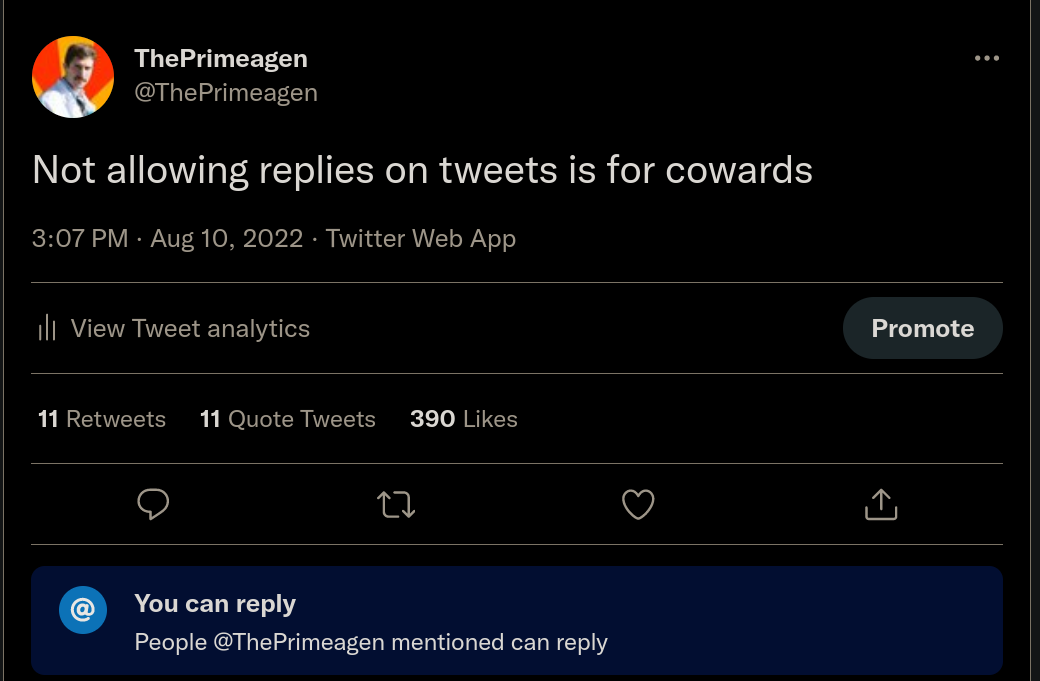 ThePrimeagen
@ThePrimeagen
Not allowing replies on tweets is for cowards
3:07 PM · Aug 10, 2022 · Twitter Web App
View Tweet analytics
Promote
11 Retweets 11 Quote Tweets 390 Likes
@
You can reply
People @ThePrimeagen mentioned can reply